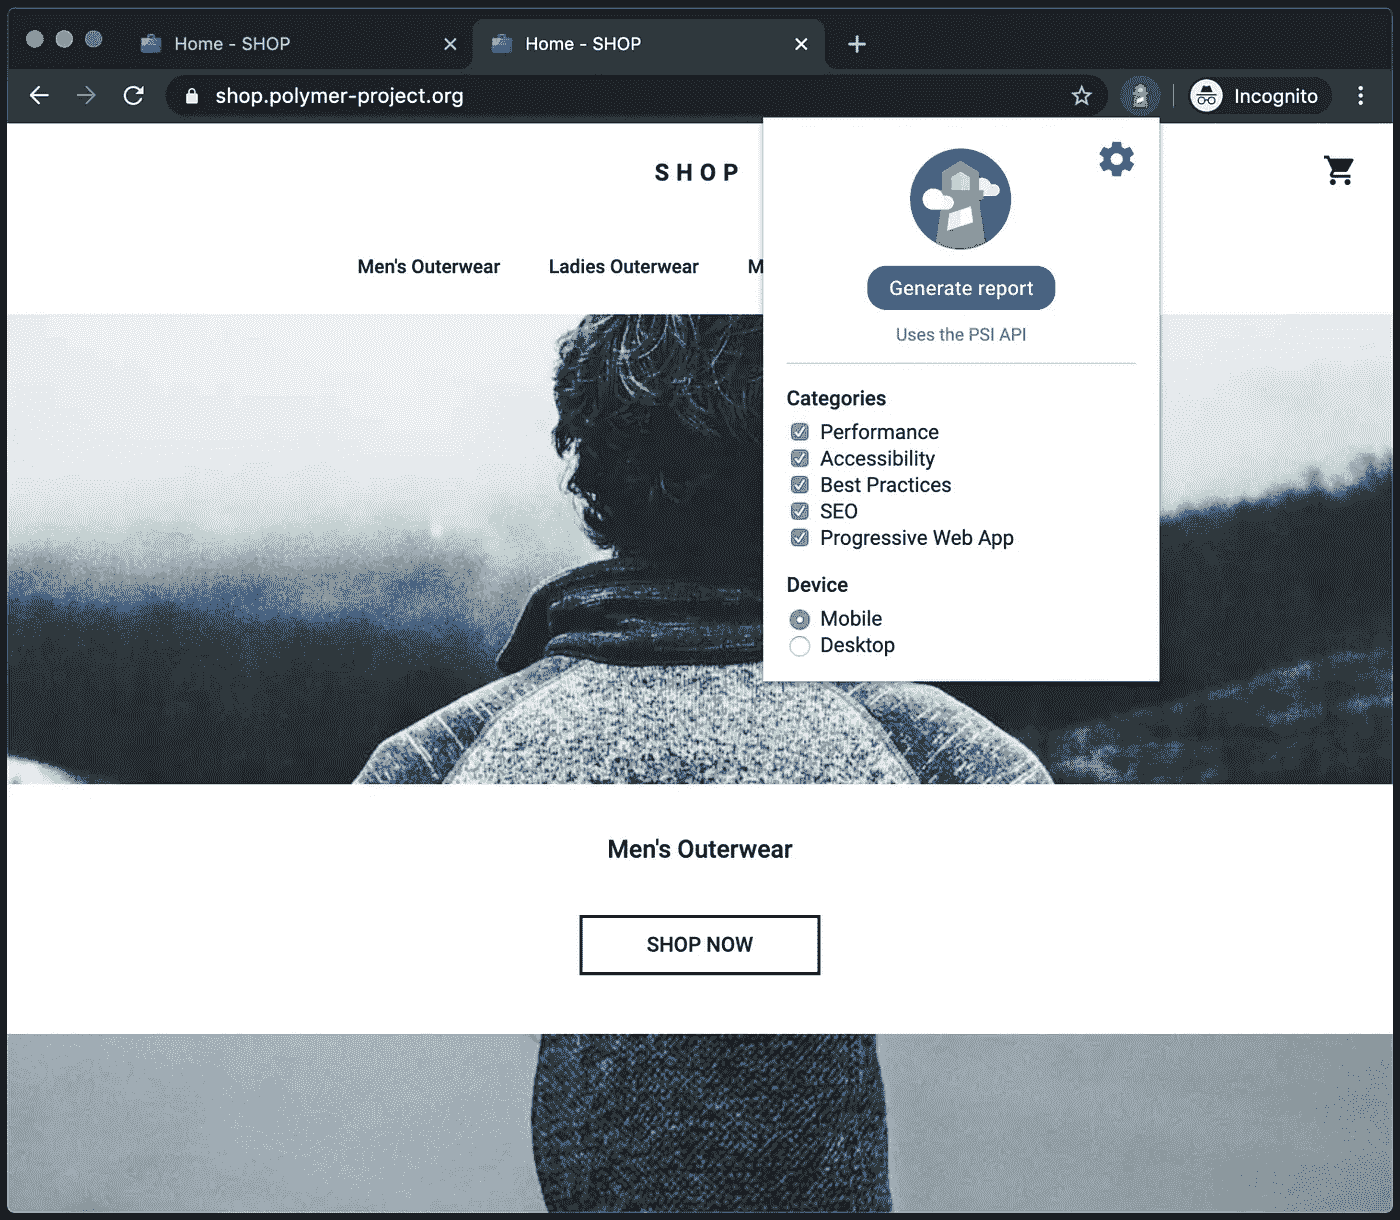 Home - SHOP
Home - SHOP
shop.polymer-project.org
Incognito
SHOP
Men's Outerwear
Ladies Outerwear
M
Generate report
Uses the PSI API
Categories
Performance
Accessibility
Best Practices
SEO
Progressive Web App
Device
Mobile
Desktop
Men's Outerwear
SHOP NOW